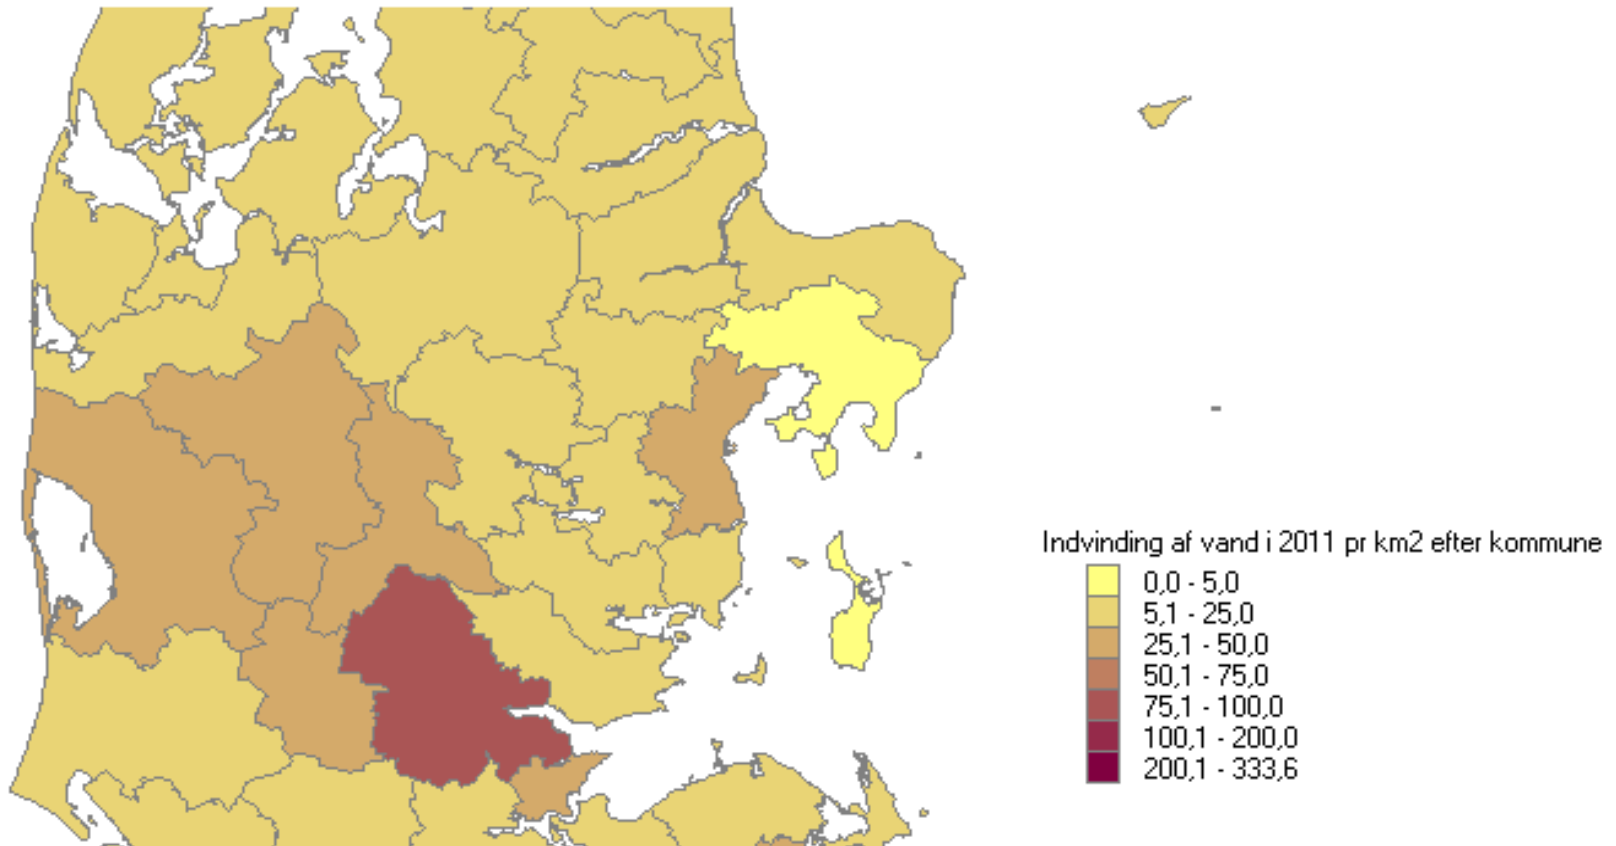 Indvinding af vand i 2011 pr km2 efter kommune
0,0 - 5,0
5,1 - 25,0
25,1 - 50,0
50,1 - 75,0
75,1 - 100,0
100,1 - 200,0
200,1 - 333,6